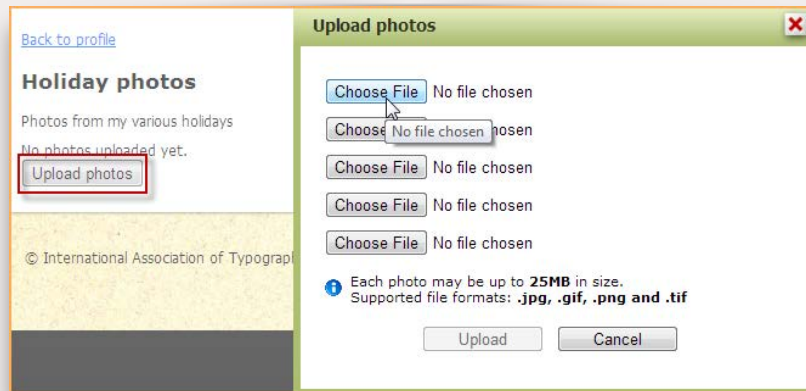 Back to profile
Holiday photos
Photos from my various holidays
No photos uploaded yet.
Upload photos
© International Association of Typograp
Upload photos
Choose File No file chosen
Choose No file chosen hosen
Choose File No file chosen
Choose File No file chosen
Choose File No file chosen
Each photo may be up to 25MB in size.
Supported file formats: .jpg, .gif, .png and .tif
Upload Cancel